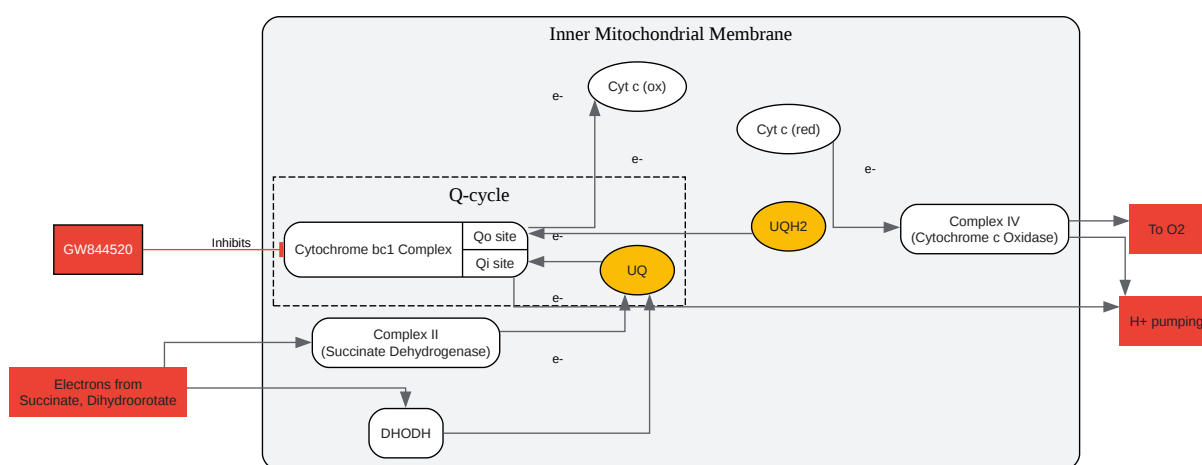 Inner Mitochondrial Membrane
Cyt c (ox)
e-
Cyt c (red)
e-
e-
Q-cycle
UQH2
Complex IV
(Cytochrome c Oxidase)
To O2
GW844520
Inhibits
Cytochrome bc1 Complex
Qo site
Qi site
e-
UQ
e-
H+ pumping
Complex II
(Succinate Dehydrogenase)
e-
Electrons from
Succinate, Dihydroorotate
DHODH